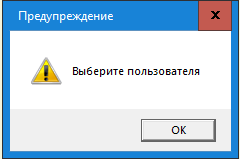 Предупреждение
Выберите пользователя
OK